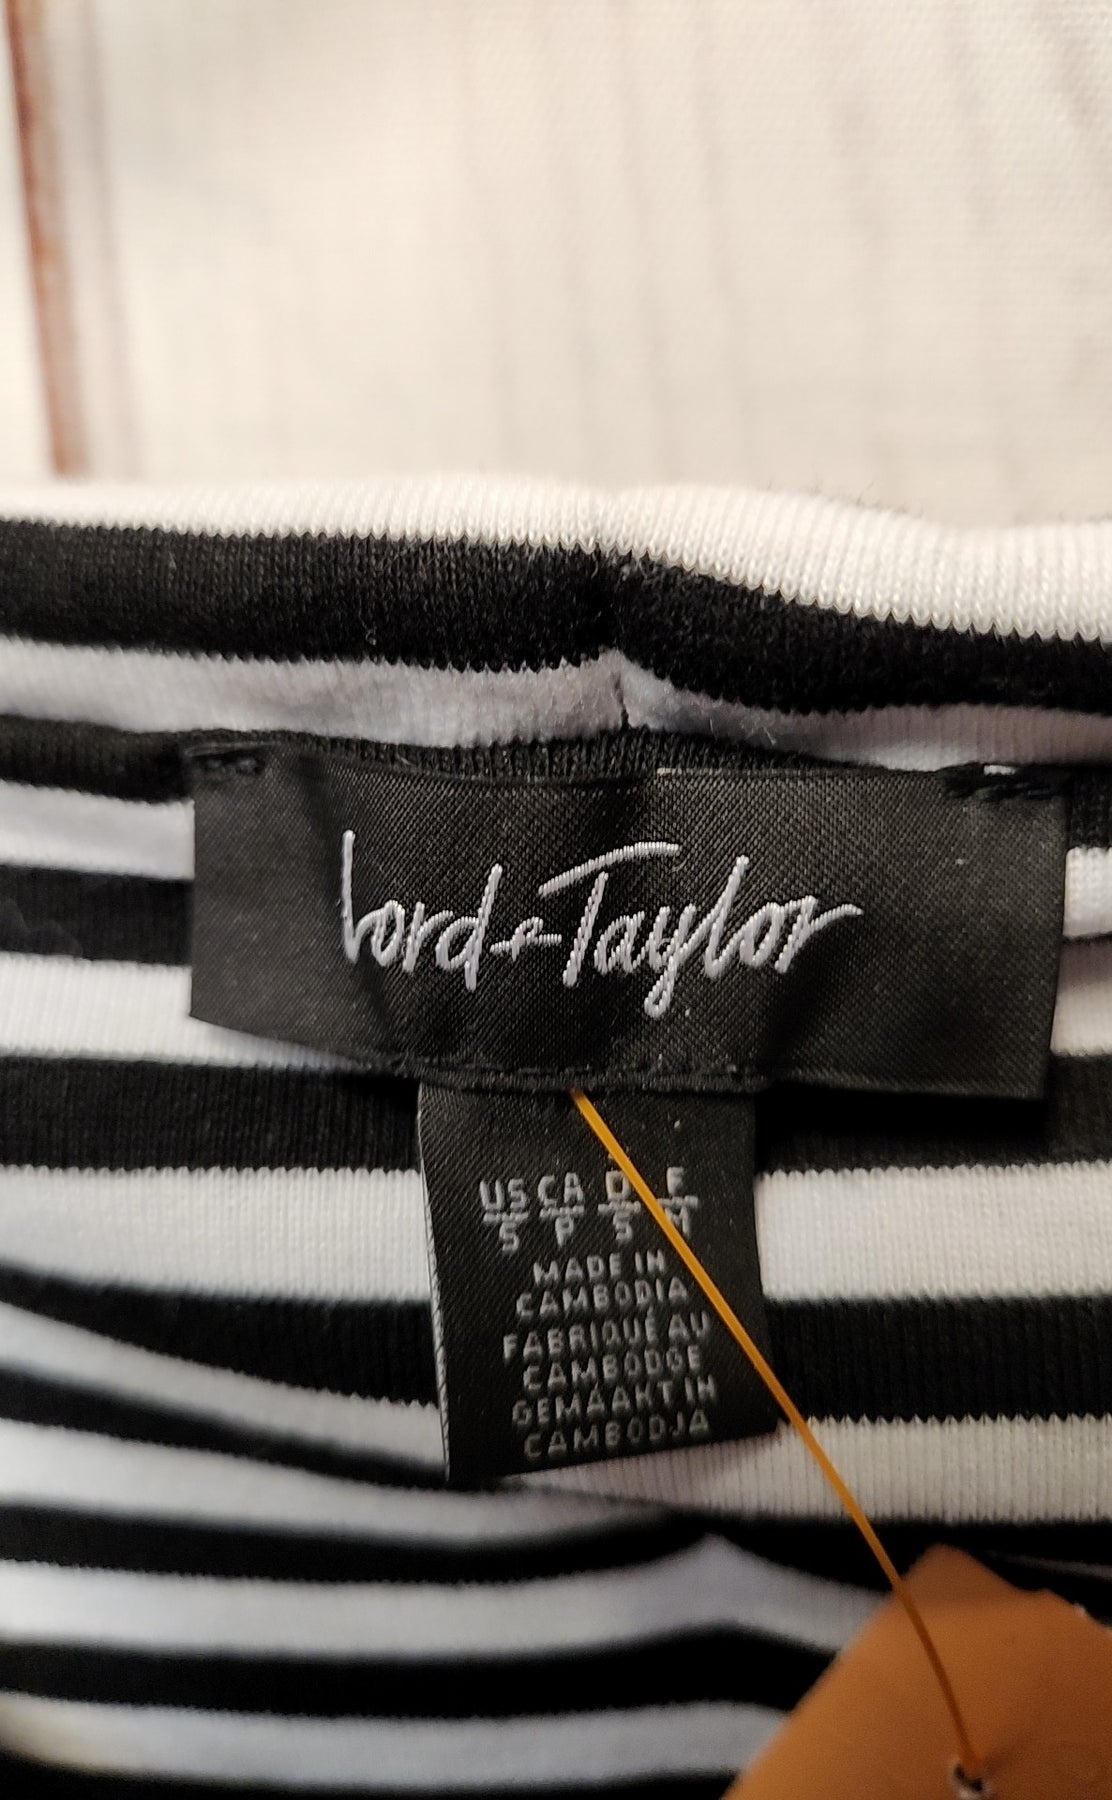 Lord + Taylor
US CA D F
S P S M
MADE IN
CAMBODIA
FABRIQUÉ AU
CAMBODGE
GEMAAKT IN
CAMBODJA